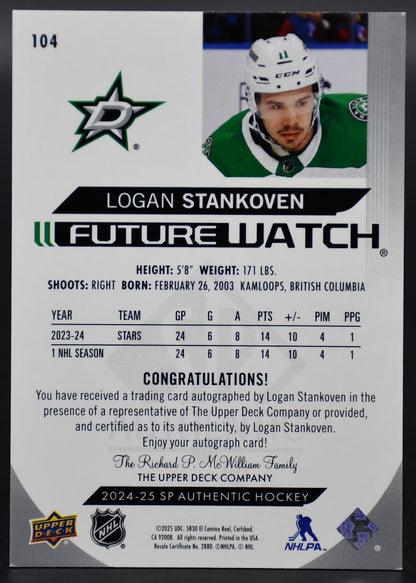 104
11
CCM
D
®
LOGAN STANKOVEN
FUTURE WATCH®
HEIGHT: 5'8" WEIGHT: 171 LBS.
SHOOTS: RIGHT BORN: FEBRUARY 26, 2003 KAMLOOPS, BRITISH COLUMBIA
YEAR TEAM GP G A PTS +/- PIM PPG
2023-24 STARS 24 6 8 14 10 4 1
1 NHL SEASON 24 6 8 14 10 4 1
CONGRATULATIONS!
You have received a trading card autographed by Logan Stankoven in the
presence of a representative of The Upper Deck Company or provided,
and certified as to its authenticity, by Logan Stankoven.
Enjoy your autograph card!
The Richard P. McWilliam Family
THE UPPER DECK COMPANY
2024-25 SP AUTHENTIC HOCKEY
UPPER DECK
NHL
©2025 UDC. 5830 El Camino Real, Carlsbad,
CA 92008. All rights reserved. Printed in the USA.
Resale Certificate No. 2880. ©NHLPA. © NHL.
NHLPA™
®